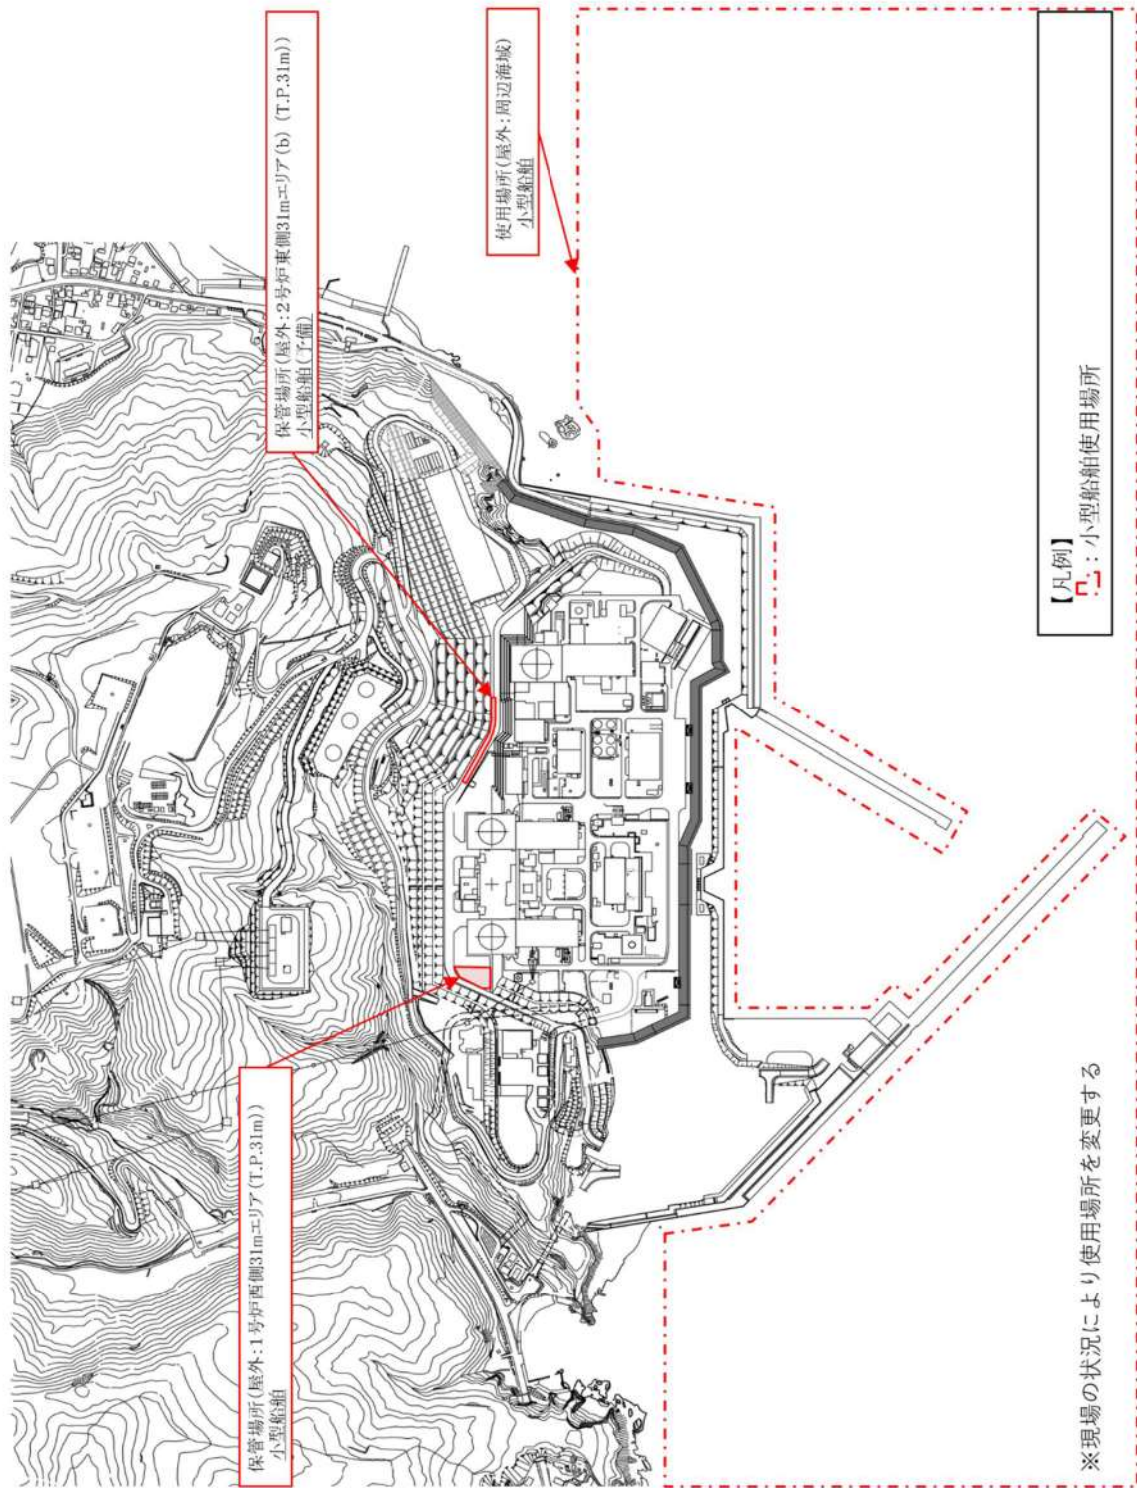 保管場所(屋外:1号炉西側31mエリア(T.P.31m))
小型船舶
保管場所(屋外:2号炉東側31mエリア(b) (T.P.31m))
小型船舶(予備)
使用場所(屋外:周辺海域)
小型船舶
【凡例】
:小型船舶使用場所
※現場の状況により使用場所を変更する